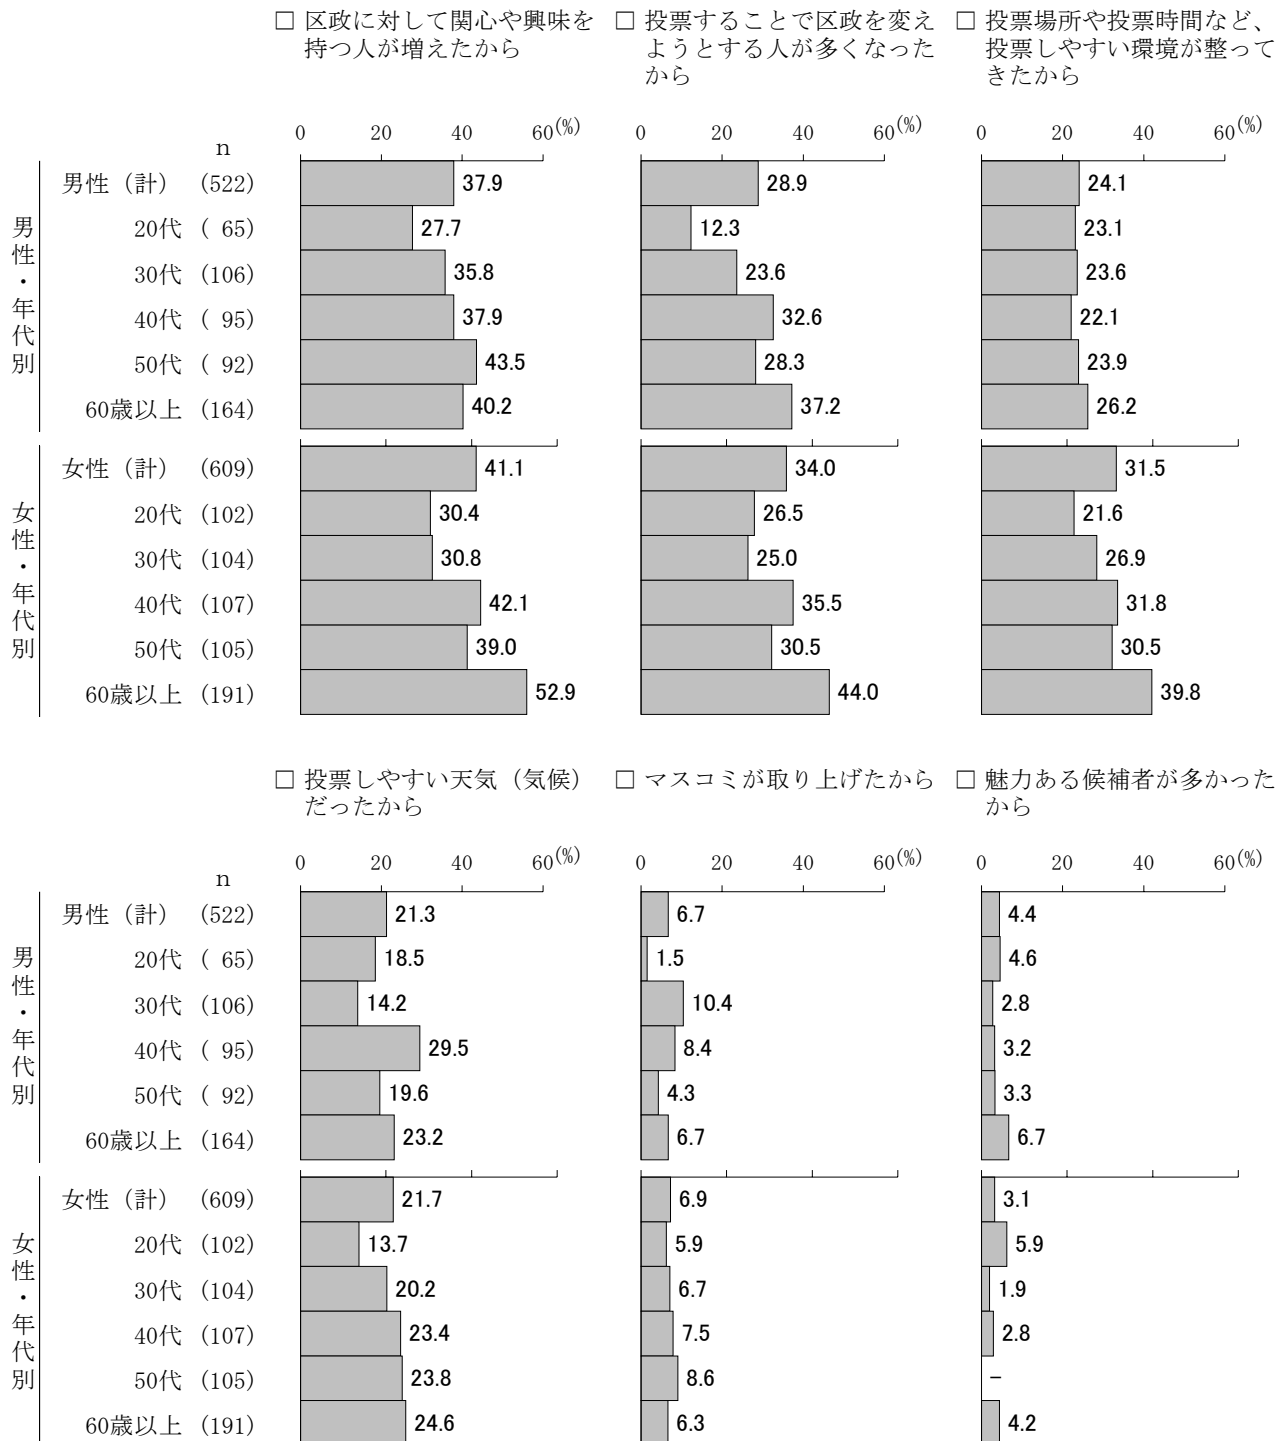 □ 区政に対して関心や興味を
持つ人が増えたから
□ 投票することで区政を変え
ようとする人が多くなった
から
□ 投票場所や投票時間など、
投票しやすい環境が整って
きたから
0 20 40 60(%)
0 20 40 60(%)
0 20 40 60(%)
n
男性・年代別
男性（計） (522) 37.9 28.9 24.1
20代 ( 65) 27.7 12.3 23.1
30代 (106) 35.8 23.6 23.6
40代 ( 95) 37.9 32.6 22.1
50代 ( 92) 43.5 28.3 23.9
60歳以上 (164) 40.2 37.2 26.2
女性・年代別
女性（計） (609) 41.1 34.0 31.5
20代 (102) 30.4 26.5 21.6
30代 (104) 30.8 25.0 26.9
40代 (107) 42.1 35.5 31.8
50代 (105) 39.0 30.5 30.5
60歳以上 (191) 52.9 44.0 39.8
□ 投票しやすい天気（気候）
だったから
□ マスコミが取り上げたから
□ 魅力ある候補者が多かった
から
0 20 40 60(%)
0 20 40 60(%)
0 20 40 60(%)
n
男性・年代別
男性（計） (522) 21.3 6.7 4.4
20代 ( 65) 18.5 1.5 4.6
30代 (106) 14.2 10.4 2.8
40代 ( 95) 29.5 8.4 3.2
50代 ( 92) 19.6 4.3 3.3
60歳以上 (164) 23.2 6.7 6.7
女性・年代別
女性（計） (609) 21.7 6.9 3.1
20代 (102) 13.7 5.9 5.9
30代 (104) 20.2 6.7 1.9
40代 (107) 23.4 7.5 2.8
50代 (105) 23.8 8.6 −
60歳以上 (191) 24.6 6.3 4.2